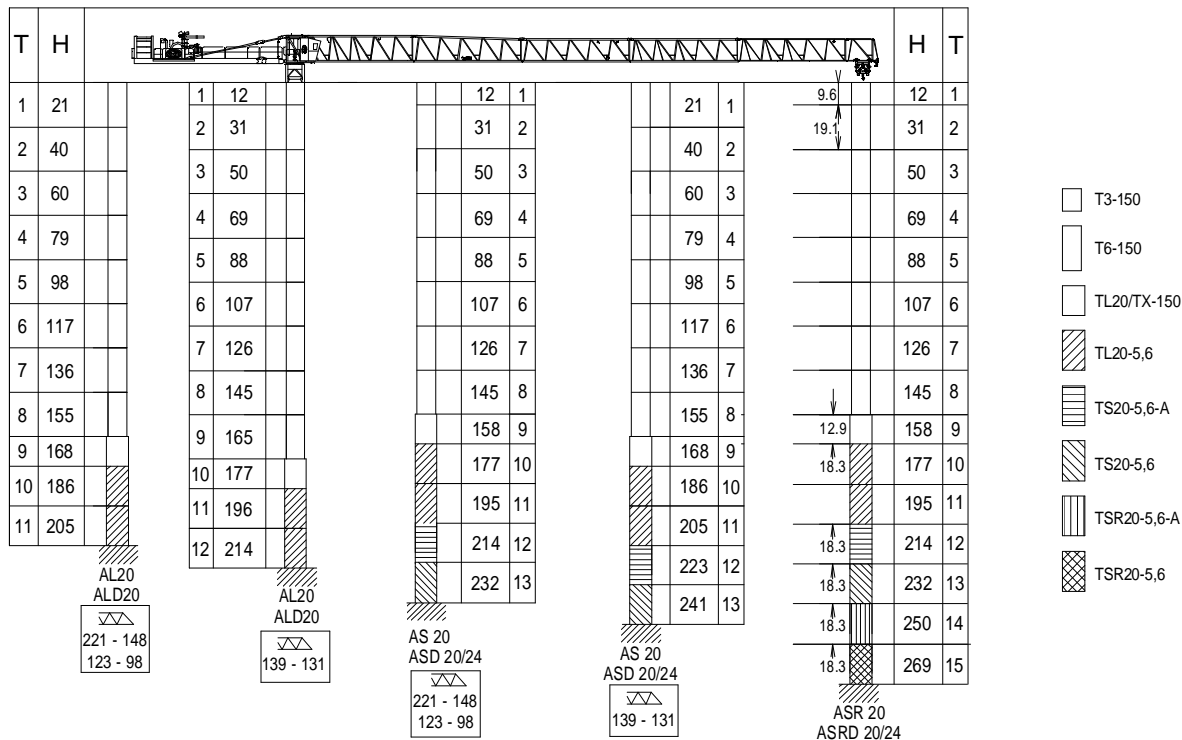 T H H T
1 21
2 40
3 60
4 79
5 98
6 117
7 136
8 155
9 168
10 186
11 205
AL20
ALD20
221 - 148
123 - 98
1 12
2 31
3 50
4 69
5 88
6 107
7 126
8 145
9 165
10 177
11 196
12 214
AL20
ALD20
139 - 131
12 1
31 2
50 3
69 4
88 5
107 6
126 7
145 8
158 9
177 10
195 11
214 12
232 13
AS 20
ASD 20/24
221 - 148
123 - 98
21 1
40 2
60 3
79 4
98 5
117 6
136 7
155 8
168 9
186 10
205 11
223 12
241 13
AS 20
ASD 20/24
139 - 131
9.6 12 1
19.1 31 2
50 3
69 4
88 5
107 6
126 7
145 8
12.9 158 9
18.3 177 10
195 11
18.3 214 12
18.3 232 13
18.3 250 14
18.3 269 15
ASR 20
ASRD 20/24
T3-150
T6-150
TL20/TX-150
TL20-5,6
TS20-5,6-A
TS20-5,6
TSR20-5,6-A
TSR20-5,6